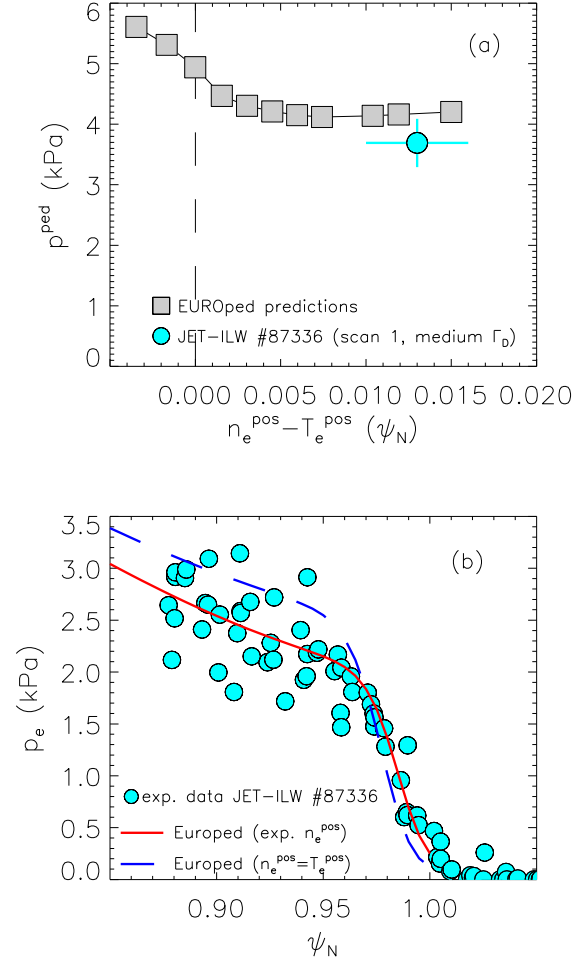 6
(a)
5
4
3
2
1
0
p^ped (kPa)
EUROped predictions
JET-ILW #87336 (scan 1, medium Γ_D)
0.000 0.005 0.010 0.015 0.020
n_e^pos−T_e^pos (ψ_N)
3.5
(b)
3.0
2.5
2.0
1.5
1.0
0.5
0.0
p_e (kPa)
exp. data JET-ILW #87336
Europed (exp. n_e^pos)
Europed (n_e^pos=T_e^pos)
0.90 0.95 1.00
ψ_N